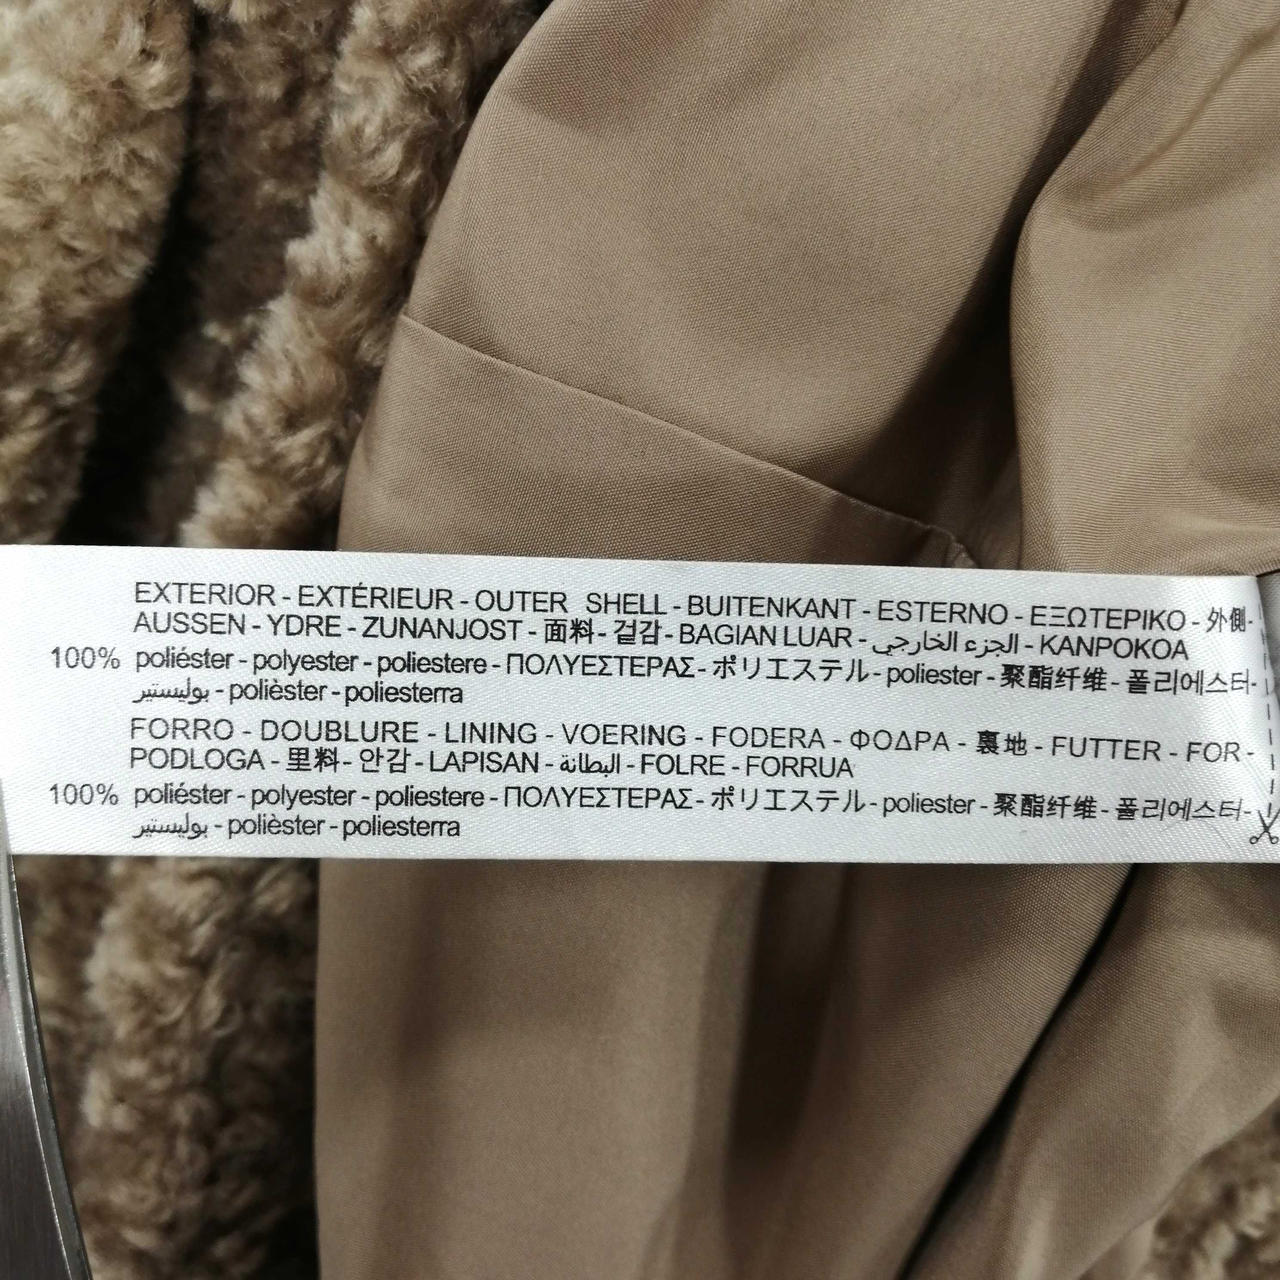 EXTERIOR - EXTÉRIEUR - OUTER SHELL - BUITENKANT - ESTERNO - ΕΞΩΤΕΡΙΚΟ - 外側-
AUSSEN - YDRE - ZUNANJOST - 面料 - 겉감 - BAGIAN LUAR - الجزء الخارجي - KANPOKOA
100% poliéster - polyester - poliestere - ΠΟΛΥΕΣΤΕΡΑΣ - ポリエステル - poliester - 聚酯纤维 - 폴리에스터-
بوليستير - polièster - poliesterra
FORRO - DOUBLURE - LINING - VOERING - FODERA - ΦΟΔΡΑ - 裏地 - FUTTER - FOR -
PODLOGA - 里料 - 안감 - LAPISAN - البطانة - FOLRE - FORRUA
100% poliéster - polyester - poliestere - ΠΟΛΥΕΣΤΕΡΑΣ - ポリエステル - poliester - 聚酯纤维 - 폴리에스터-
بوليستير - polièster - poliesterra